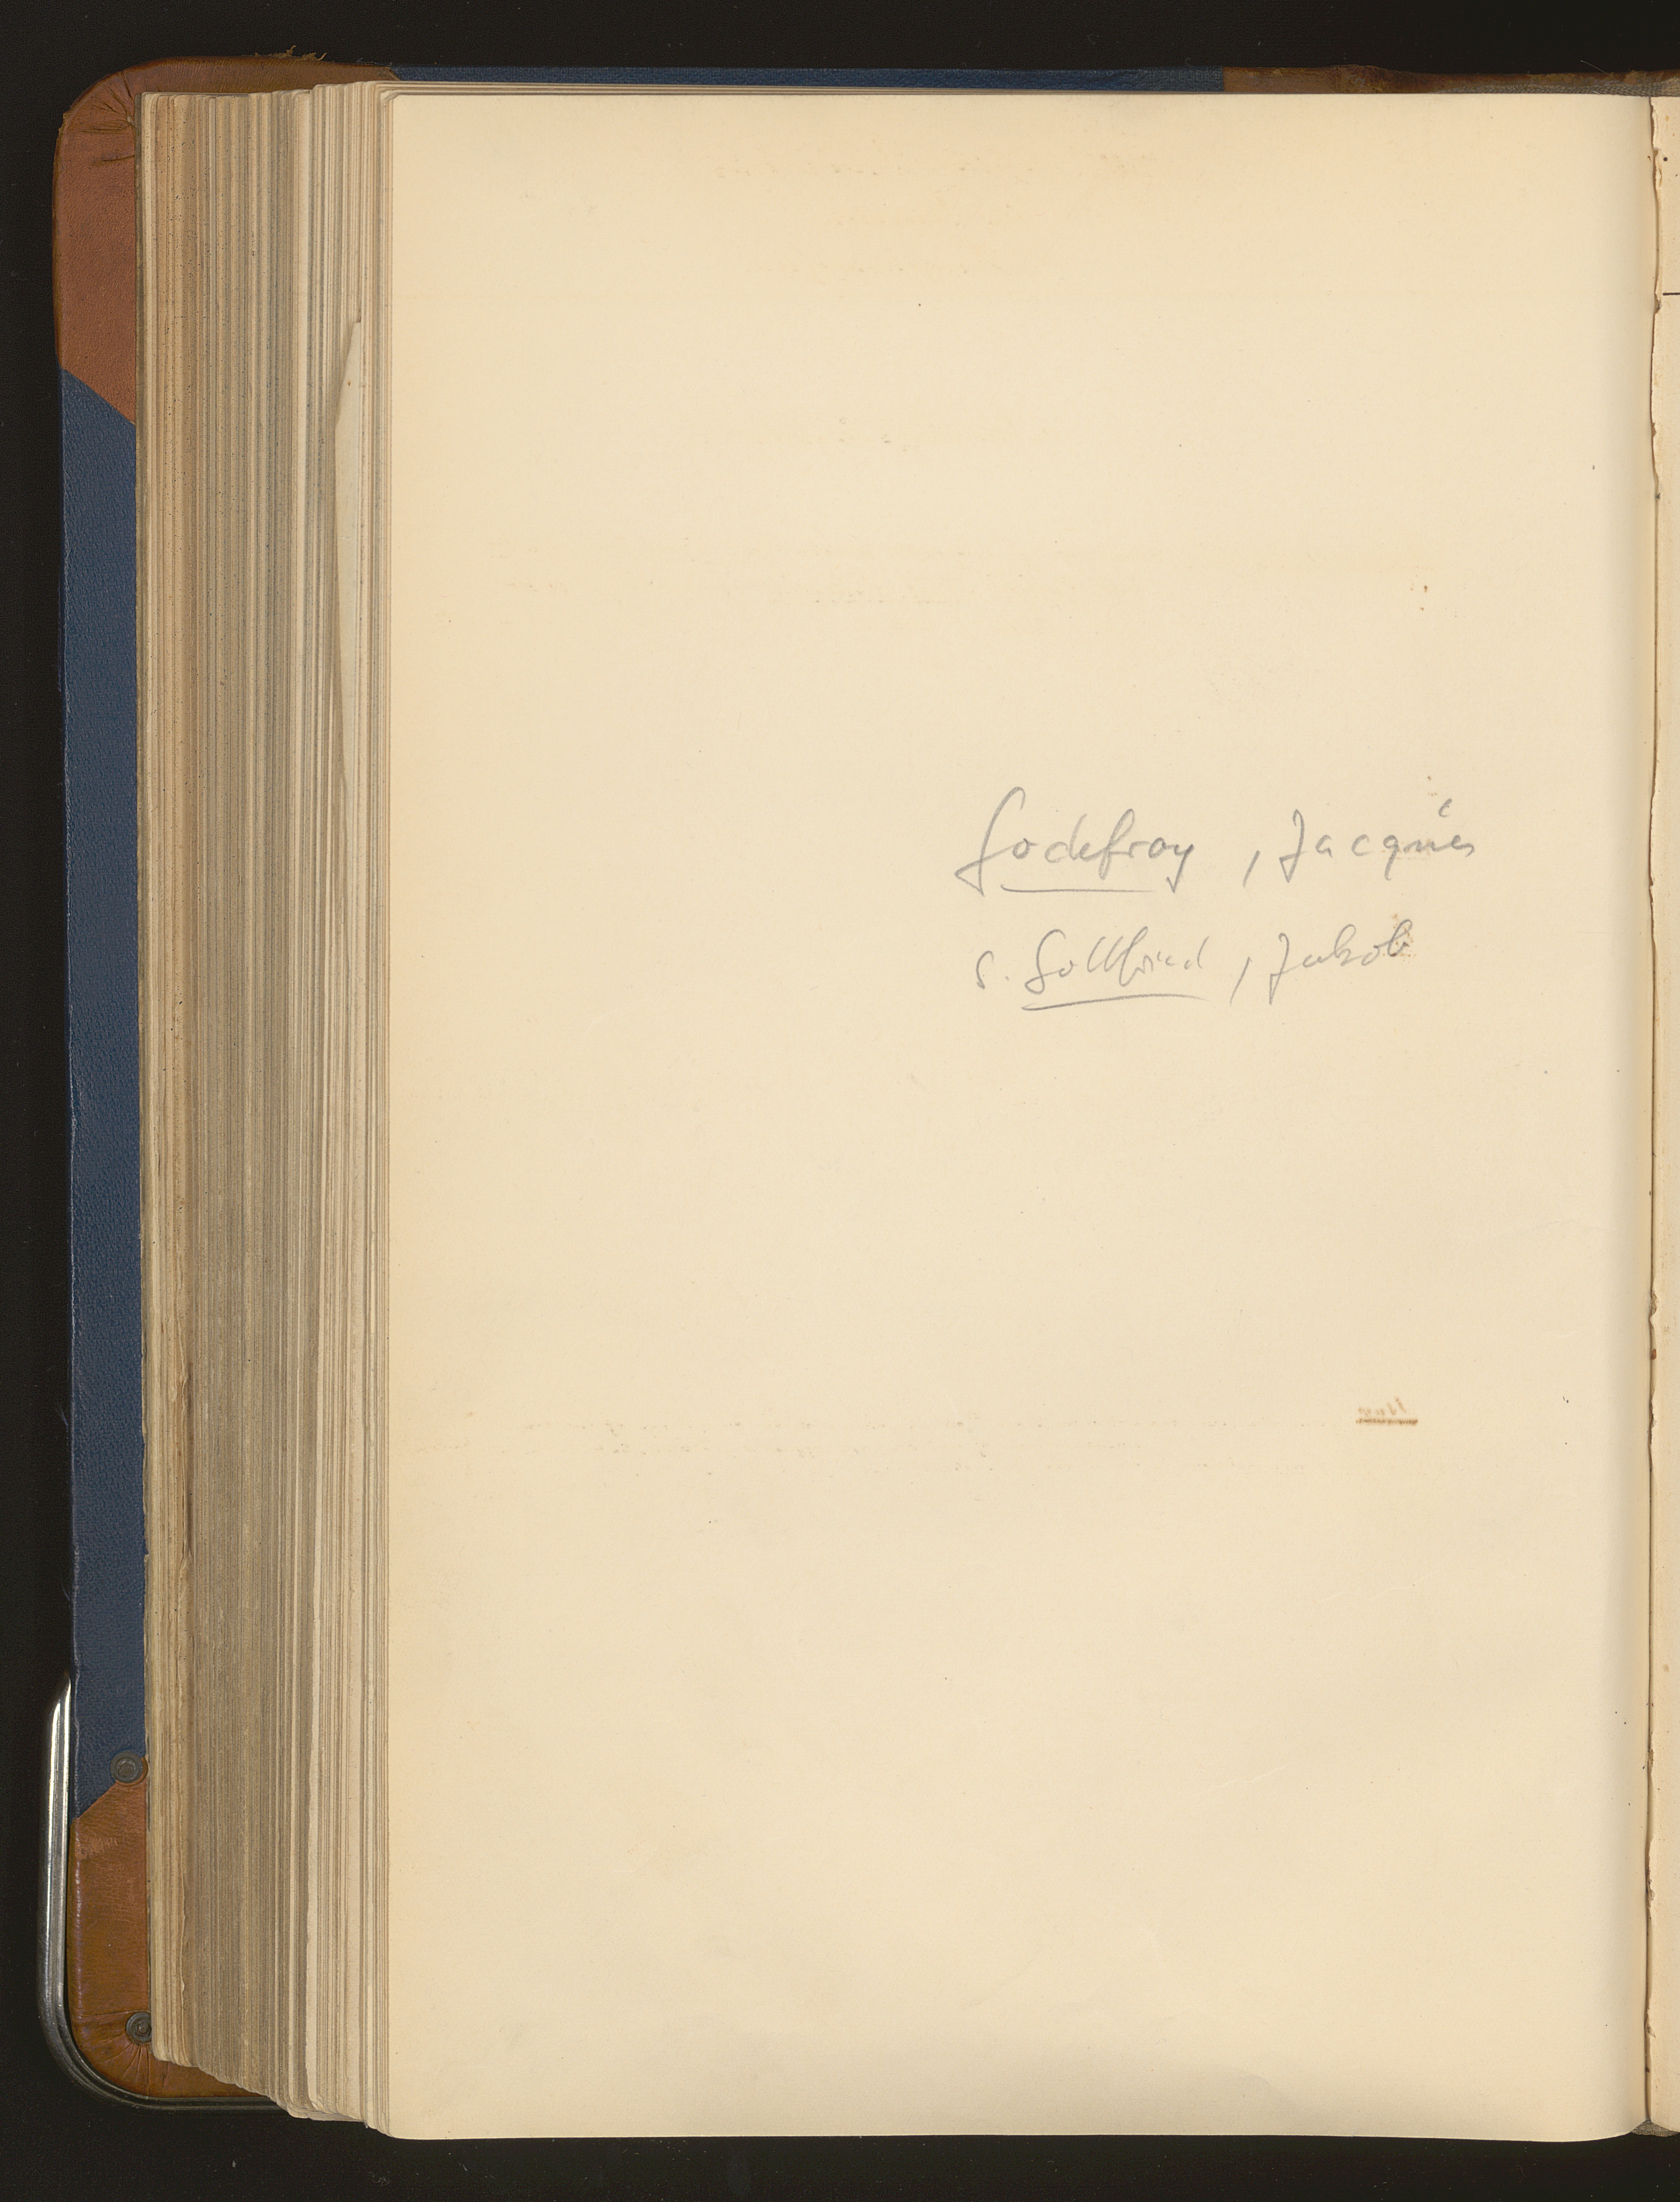 Godefroy, Jacques
s. Gottfried, Jakob